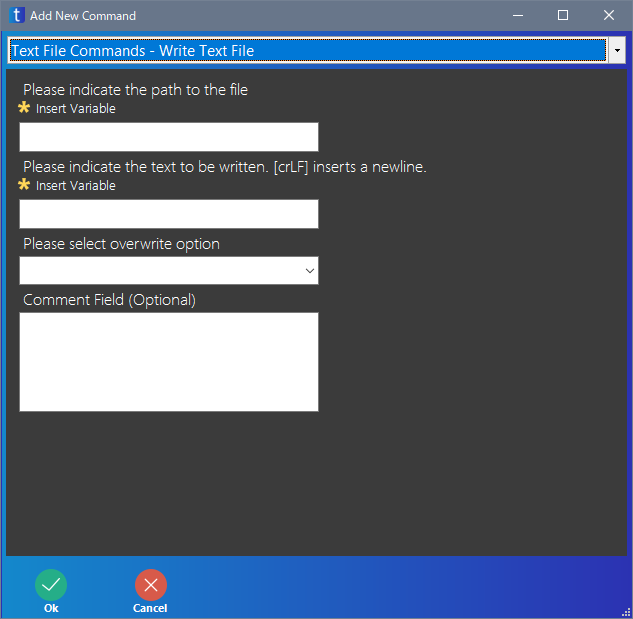 t Add New Command
Text File Commands - Write Text File
Please indicate the path to the file
Insert Variable
Please indicate the text to be written. [crLF] inserts a newline.
Insert Variable
Please select overwrite option
Comment Field (Optional)
Ok Cancel